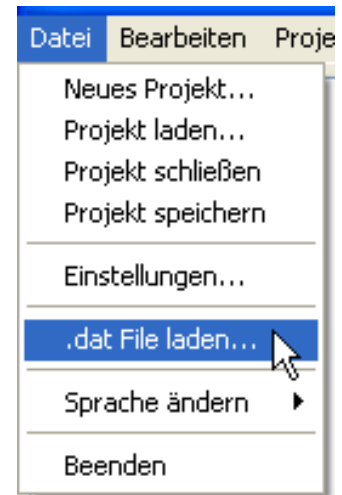 Datei Bearbeiten Proje
Neues Projekt...
Projekt laden...
Projekt schließen
Projekt speichern
Einstellungen...
.dat File laden...
Sprache ändern
Beenden